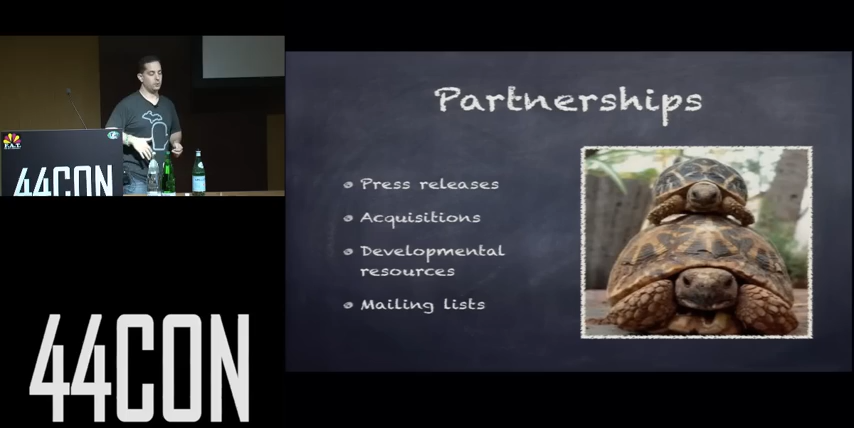 Partnerships
Press releases
Acquisitions
Developmental
resources
Mailing lists
P.A.T.
44CON
44CON